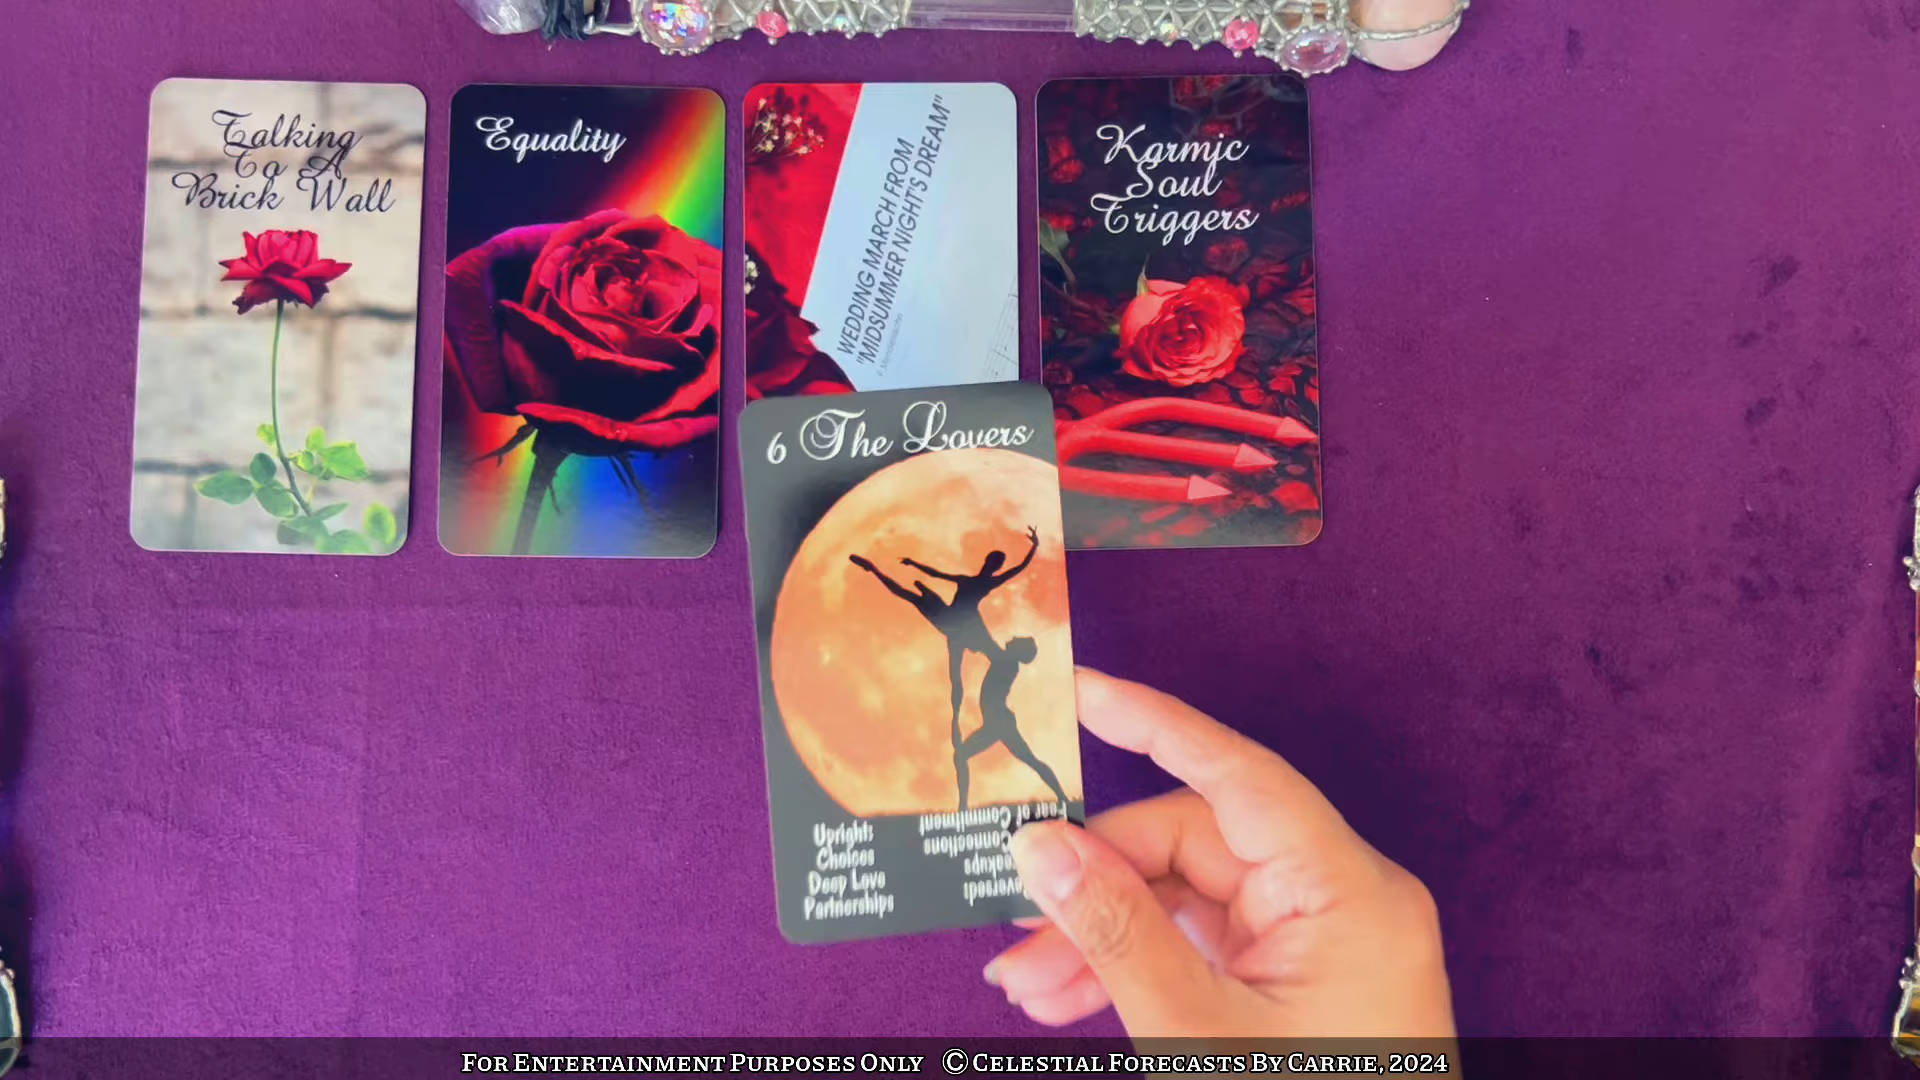 Talking
To A
Brick Wall
Equality
WEDDING MARCH FROM
"MIDSUMMER NIGHT'S DREAM"
Karmic
Soul
Triggers
6 The Lovers
Upright:
Choices
Deep Love
Partnerships
Reversed:
Breakups
Connections
Fear of Commitment
FOR ENTERTAINMENT PURPOSES ONLY © CELESTIAL FORECASTS BY CARRIE, 2024